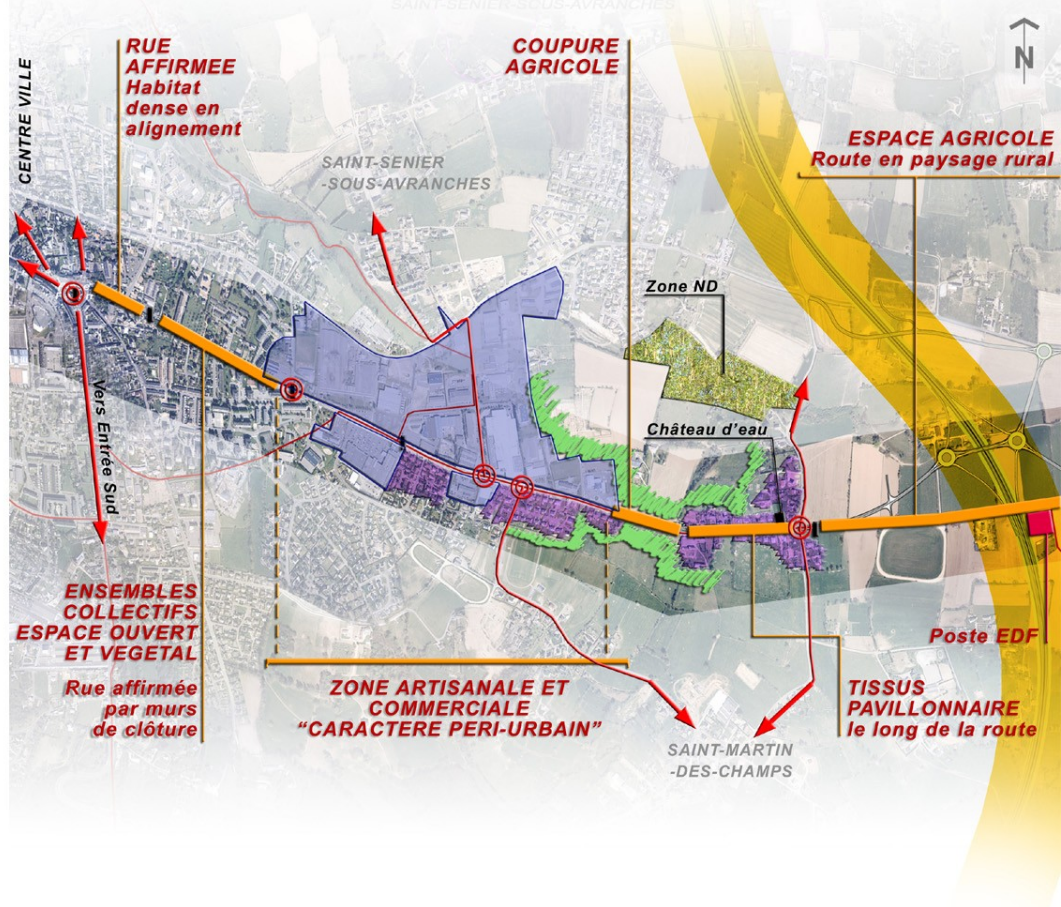 SAINT-SENIER-SOUS-AVRANCHES
N
CENTRE VILLE
RUE
AFFIRMEE
Habitat
dense en
alignement
COUPURE
AGRICOLE
ESPACE AGRICOLE
Route en paysage rural
SAINT-SENIER
-SOUS-AVRANCHES
Zone ND
Château d'eau
Vers Entrée Sud
ENSEMBLES
COLLECTIFS
ESPACE OUVERT
ET VEGETAL
Rue affirmée
par murs
de clôture
ZONE ARTISANALE ET
COMMERCIALE
“CARACTERE PERI-URBAIN”
Poste EDF
TISSUS
PAVILLONNAIRE
le long de la route
SAINT-MARTIN
-DES-CHAMPS